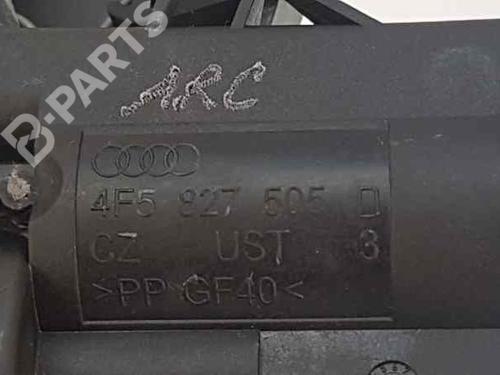 ARC
B-PARTS
4F5 827 505 D
CZ UST 3
>PP GF40<